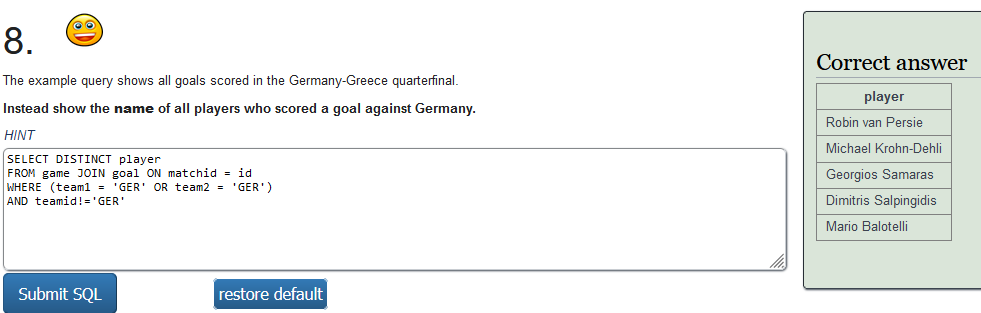 8.
The example query shows all goals scored in the Germany-Greece quarterfinal.
Instead show the name of all players who scored a goal against Germany.
HINT
SELECT DISTINCT player
FROM game JOIN goal ON matchid = id
WHERE (team1 = 'GER' OR team2 = 'GER')
AND teamid!='GER'
Submit SQL
restore default
Correct answer
player
Robin van Persie
Michael Krohn-Dehli
Georgios Samaras
Dimitris Salpingidis
Mario Balotelli